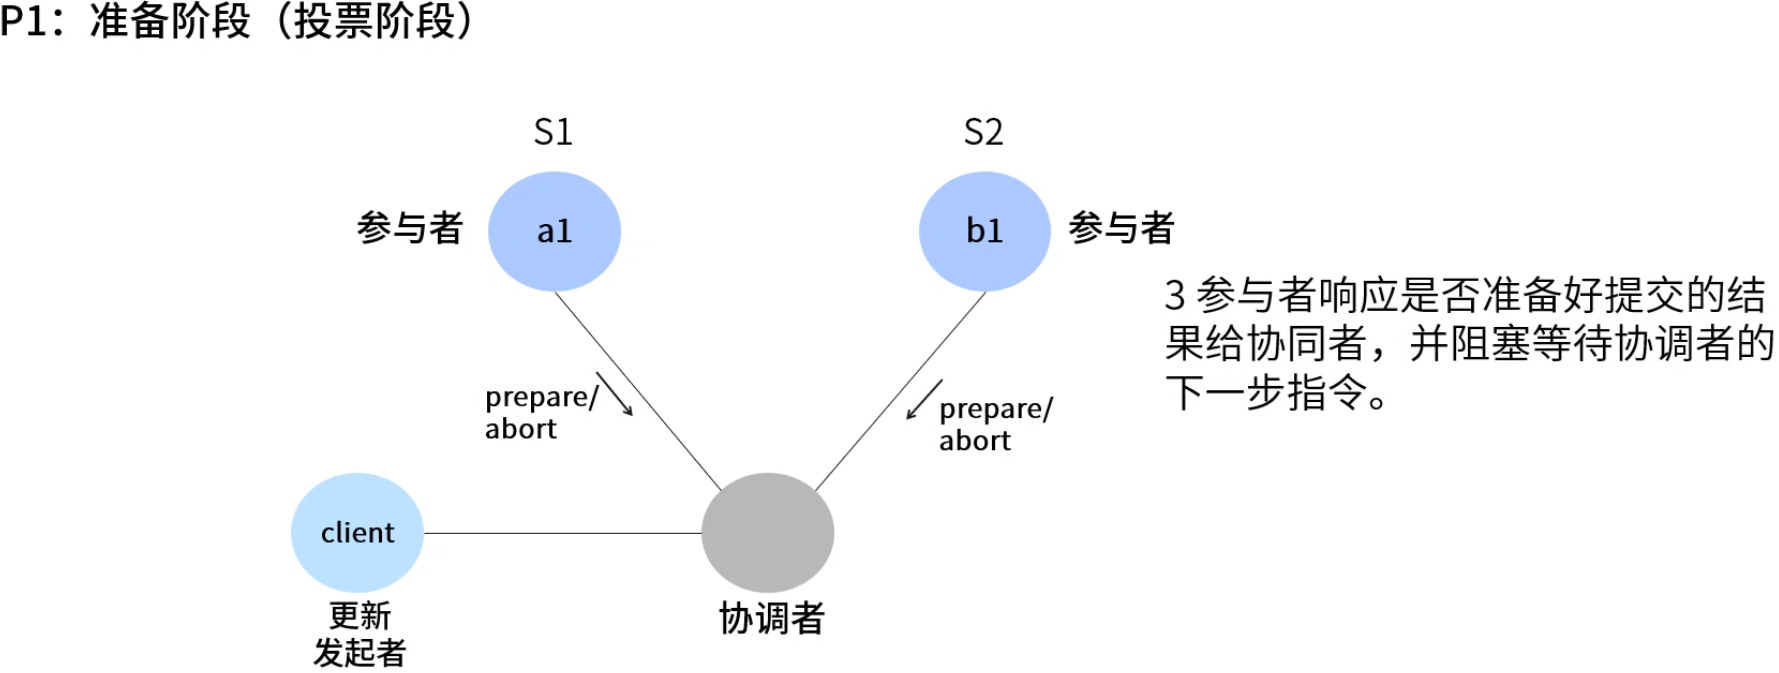 P1：准备阶段（投票阶段）
S1
S2
参与者
a1
b1
参与者
3 参与者响应是否准备好提交的结
果给协同者，并阻塞等待协调者的
下一步指令。
prepare/
abort
prepare/
abort
client
更新
发起者
协调者